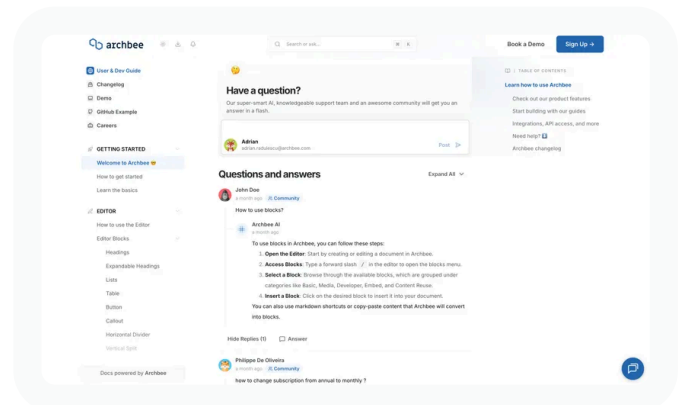 archbee
Search or use...
⌘ K
Book a Demo
Sign Up →
User & Dev Guide
Changelog
Demo
GitHub Example
Careers
GETTING STARTED
Welcome to Archbee
How to get started
Learn the basics
EDITOR
How to use the Editor
Editor Blocks
Headings
Expandable Headings
Lists
Table
Button
Callout
Horizontal Divider
Vertical Split
Docs powered by Archbee
Have a question?
Our super-smart AI, knowledgeable support team and an awesome community will get you an
answer in a flash.
Adrian
Post
Questions and answers
Expand All
John Doe
a month ago Community
How to use blocks?
Archbee AI
a month ago
To use blocks in Archbee, you can follow these steps:
1. Open the Editor: Start by creating or editing a document in Archbee.
2. Access Blocks: Type a forward slash / in the editor to open the blocks menu.
3. Select a Block: Browse through the available blocks, which are grouped under
categories like Basic, Media, Developer, Embed, and Content Reuse.
4. Insert a Block: Click on the desired block to insert it into your document.
You can also use markdown shortcuts or copy-paste content that Archbee will convert
into blocks.
Hide Replies (1) Answer
Philippe De Oliveira
a month ago Community
how to change subscription from annual to monthly ?
TABLE OF CONTENTS
Learn how to use Archbee
Check out our product features
Start building with our guides
Integrations, API access, and more
Need help?
Archbee changelog